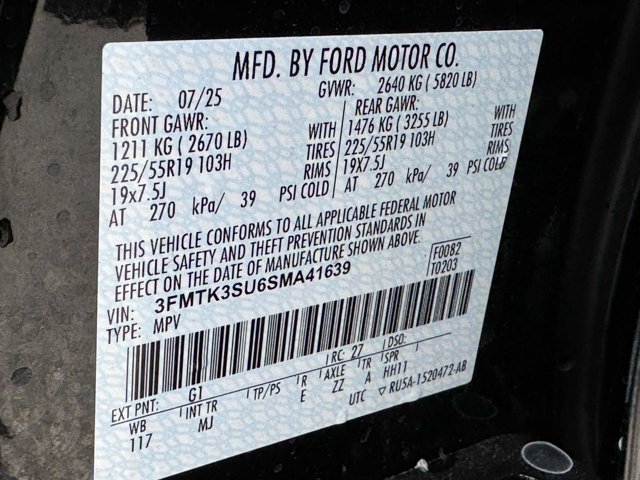 MFD. BY FORD MOTOR CO.
DATE: 07/25 GVWR: 2640 KG ( 5820 LB)
FRONT GAWR: REAR GAWR:
1211 KG ( 2670 LB) WITH 1476 KG ( 3255 LB) WITH
225/55R19 103H TIRES 225/55R19 103H TIRES
19x7.5J RIMS 19x7.5J RIMS
AT 270 kPa/ 39 PSI COLD AT 270 kPa/ 39 PSI COLD
THIS VEHICLE CONFORMS TO ALL APPLICABLE FEDERAL MOTOR
VEHICLE SAFETY AND THEFT PREVENTION STANDARDS IN
EFFECT ON THE DATE OF MANUFACTURE SHOWN ABOVE.
F0082
T0203
VIN: 3FMTK3SU6SMA41639
TYPE: MPV
EXT PNT: G1 RC: 27 DSO:
WB INT TR TP/PS R AXLE TR SPR
117 MJ E ZZ A HH11
UTC ▽ RU5A-1520472-AB